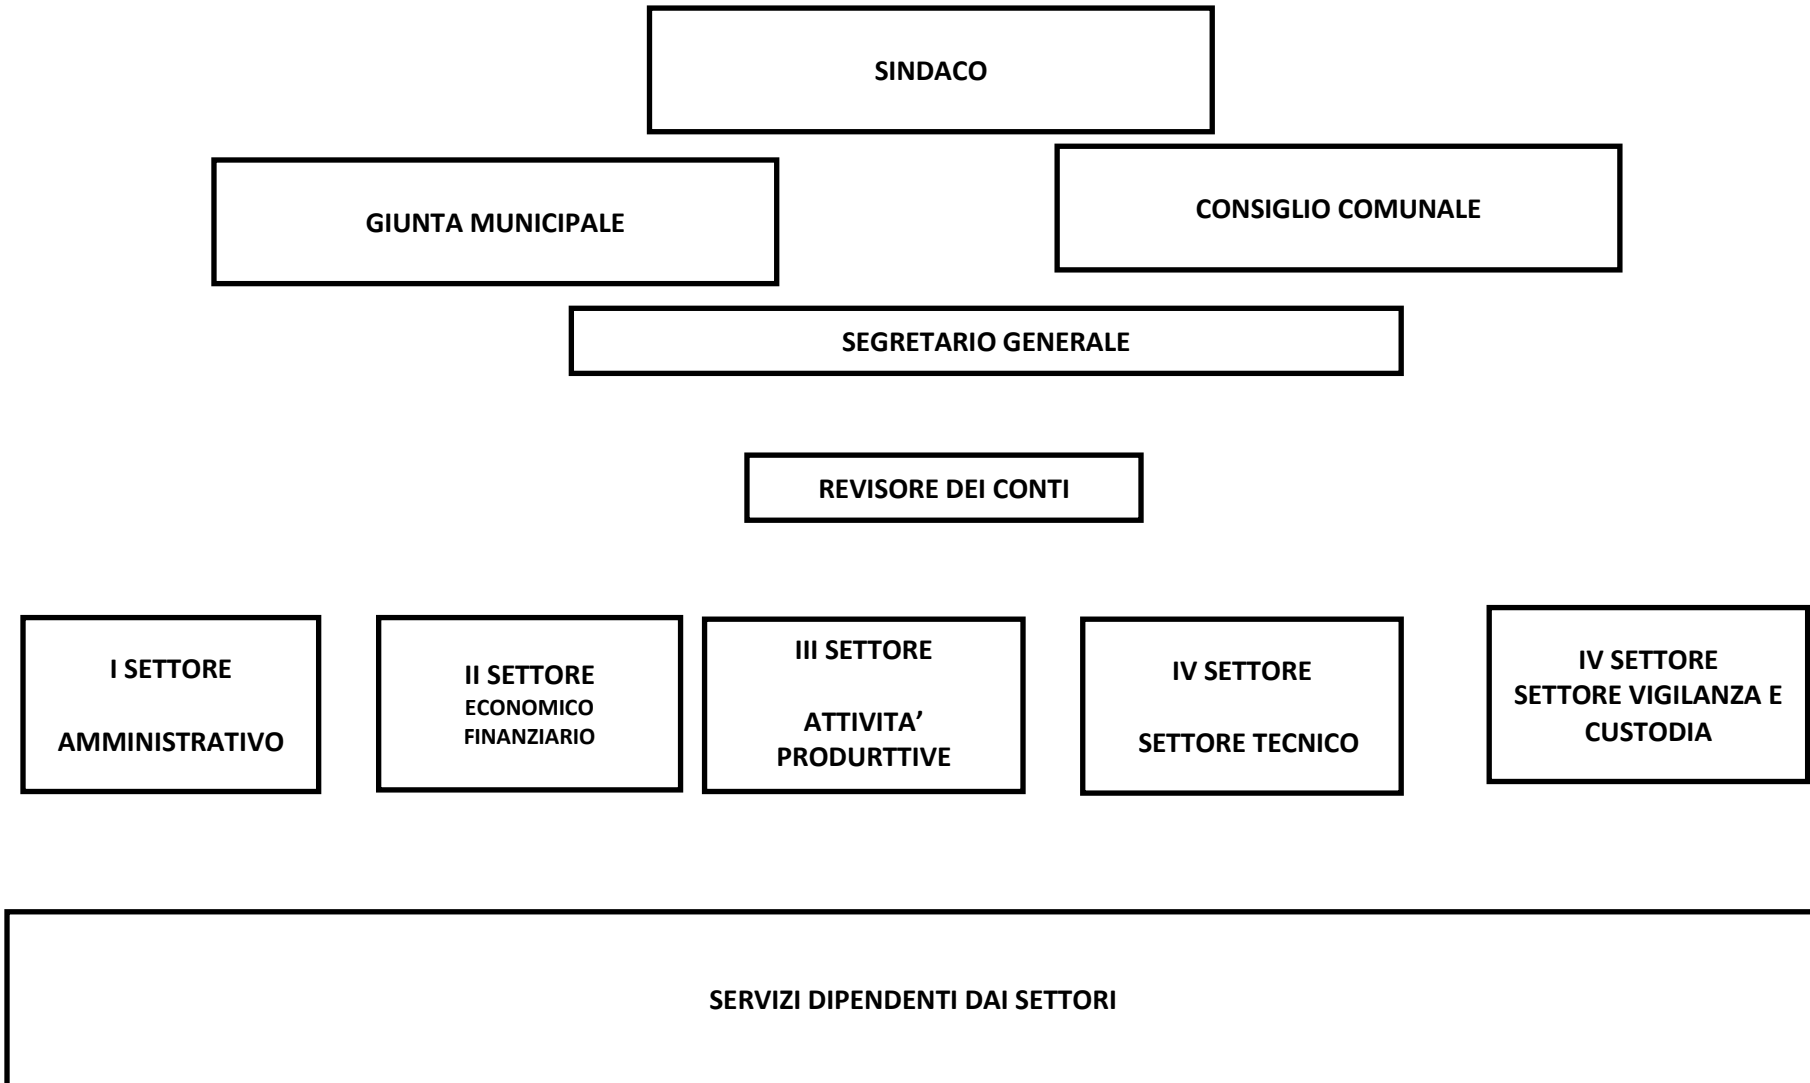 SINDACO
GIUNTA MUNICIPALE
CONSIGLIO COMUNALE
SEGRETARIO GENERALE
REVISORE DEI CONTI
I SETTORE
AMMINISTRATIVO
II SETTORE
ECONOMICO
FINANZIARIO
III SETTORE
ATTIVITA’
PRODURTTIVE
IV SETTORE
SETTORE TECNICO
IV SETTORE
SETTORE VIGILANZA E
CUSTODIA
SERVIZI DIPENDENTI DAI SETTORI